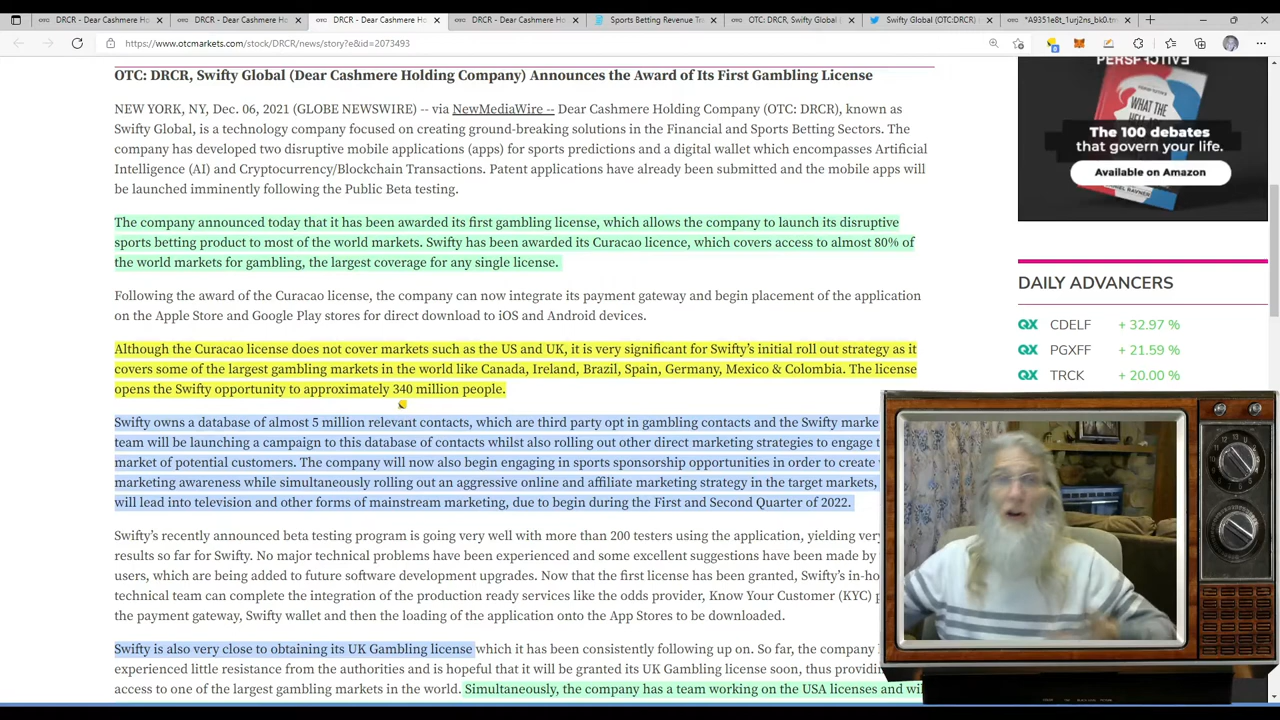 DRCR - Dear Cashmere Ho
DRCR - Dear Cashmere Ho
DRCR - Dear Cashmere Ho
DRCR - Dear Cashmere Ho
Sports Betting Revenue Tra
OTC: DRCR, Swifty Global (
Swifty Global (OTC:DRCR)
*A9351e8t_1urj2ns_bk0.tm
https://www.otcmarkets.com/stock/DRCR/news/story?e&id=2073493
OTC: DRCR, Swifty Global (Dear Cashmere Holding Company) Announces the Award of Its First Gambling License
NEW YORK, NY, Dec. 06, 2021 (GLOBE NEWSWIRE) -- via NewMediaWire -- Dear Cashmere Holding Company (OTC: DRCR), known as
Swifty Global, is a technology company focused on creating ground-breaking solutions in the Financial and Sports Betting Sectors. The
company has developed two disruptive mobile applications (apps) for sports predictions and a digital wallet which encompasses Artificial
Intelligence (AI) and Cryptocurrency/Blockchain Transactions. Patent applications have already been submitted and the mobile apps will
be launched imminently following the Public Beta testing.
The company announced today that it has been awarded its first gambling license, which allows the company to launch its disruptive
sports betting product to most of the world markets. Swifty has been awarded its Curacao licence, which covers access to almost 80% of
the world markets for gambling, the largest coverage for any single license.
Following the award of the Curacao license, the company can now integrate its payment gateway and begin placement of the application
on the Apple Store and Google Play stores for direct download to iOS and Android devices.
Although the Curacao license does not cover markets such as the US and UK, it is very significant for Swifty's initial roll out strategy as it
covers some of the largest gambling markets in the world like Canada, Ireland, Brazil, Spain, Germany, Mexico & Colombia. The license
opens the Swifty opportunity to approximately 340 million people.
Swifty owns a database of almost 5 million relevant contacts, which are third party opt in gambling contacts and the Swifty marke
team will be launching a campaign to this database of contacts whilst also rolling out other direct marketing strategies to engage t
market of potential customers. The company will now also begin engaging in sports sponsorship opportunities in order to create
marketing awareness while simultaneously rolling out an aggressive online and affiliate marketing strategy in the target markets,
will lead into television and other forms of mainstream marketing, due to begin during the First and Second Quarter of 2022.
Swifty's recently announced beta testing program is going very well with more than 200 testers using the application, yielding very
results so far for Swifty. No major technical problems have been experienced and some excellent suggestions have been made by
users, which are being added to future software development upgrades. Now that the first license has been granted, Swifty's in-ho
technical team can complete the integration of the production ready services like the odds provider, Know Your Customer (KYC) p
the payment gateway, Swifty wallet and then the loading of the application onto the App Stores to be downloaded.
Swifty is also very close to obtaining its UK Gambling license which it has been consistently following up on. So far, the company
experienced little resistance from the authorities and is hopeful that it will be granted its UK Gambling license soon, thus providing
access to one of the largest gambling markets in the world. Simultaneously, the company has a team working on the USA licenses and wil
PERSPECTIVE
WHAT THE
The 100 debates
that govern your life.
Available on Amazon
DAILY ADVANCERS
QX CDELF + 32.97 %
QX PGXFF + 21.59 %
QX TRCK + 20.00 %